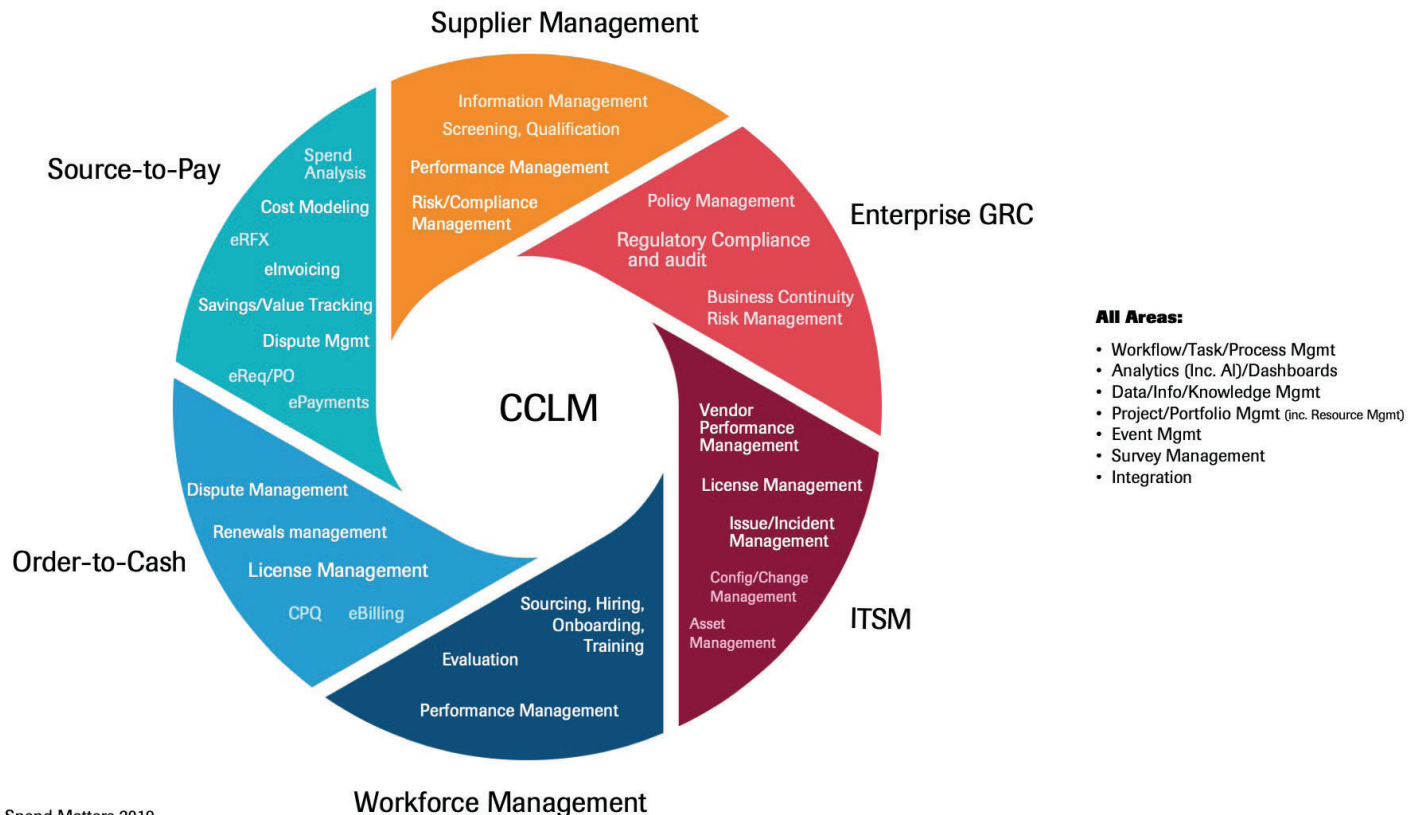 Supplier Management
Information Management
Screening, Qualification
Performance Management
Risk/Compliance
Management
Enterprise GRC
Policy Management
Regulatory Compliance
and audit
Business Continuity
Risk Management
ITSM
Vendor
Performance
Management
License Management
Issue/Incident
Management
Config/Change
Management
Asset
Management
Workforce Management
Sourcing, Hiring,
Onboarding,
Training
Evaluation
Performance Management
Order-to-Cash
Dispute Management
Renewals management
License Management
CPQ eBilling
Source-to-Pay
Spend
Analysis
Cost Modeling
eRFX
eInvoicing
Savings/Value Tracking
Dispute Mgmt
eReq/PO
ePayments
CCLM
All Areas:
• Workflow/Task/Process Mgmt
• Analytics (Inc. AI)/Dashboards
• Data/Info/Knowledge Mgmt
• Project/Portfolio Mgmt (inc. Resource Mgmt)
• Event Mgmt
• Survey Management
• Integration
Spend Matters 2019